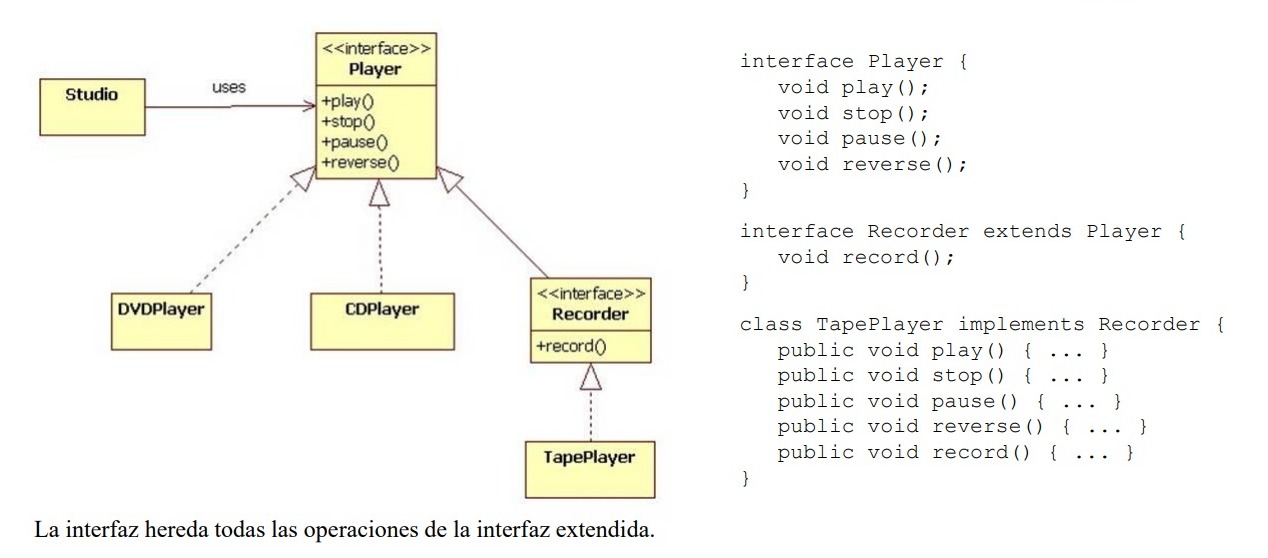 <<interface>>
Player
+play()
+stop()
+pause()
+reverse()
Studio
uses
DVDPlayer
CDPlayer
<<interface>>
Recorder
+record()
TapePlayer
La interfaz hereda todas las operaciones de la interfaz extendida.
interface Player {
void play();
void stop();
void pause();
void reverse();
}
interface Recorder extends Player {
void record();
}
class TapePlayer implements Recorder {
public void play() { ... }
public void stop() { ... }
public void pause() { ... }
public void reverse() { ... }
public void record() { ... }
}